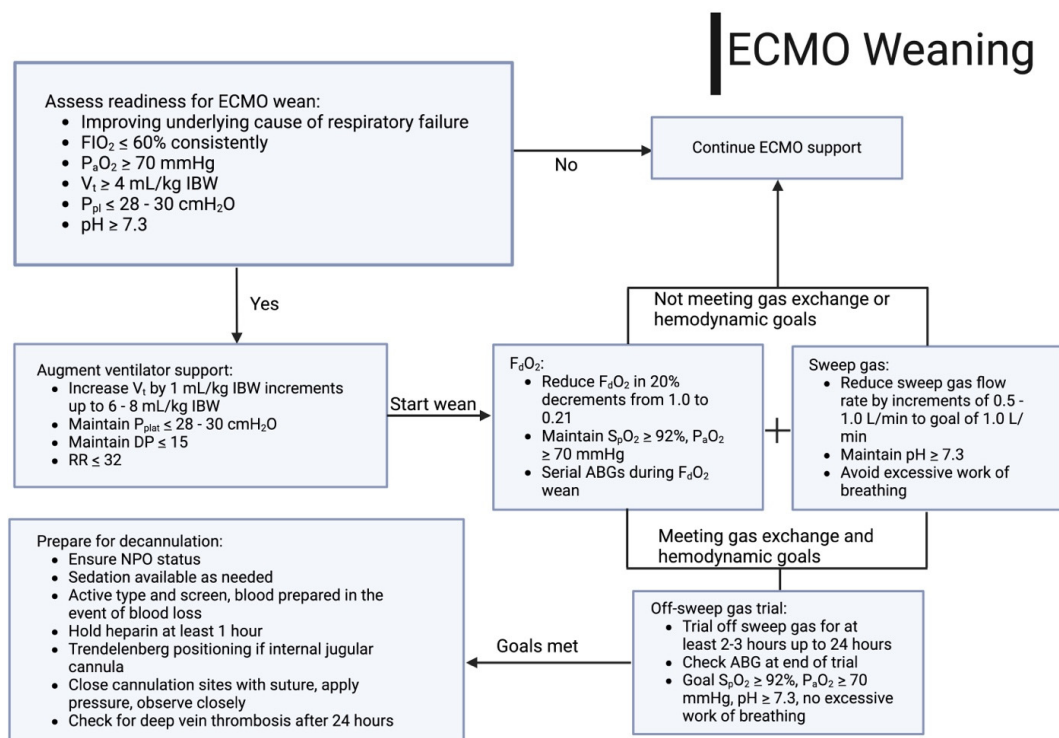 ECMO Weaning
Assess readiness for ECMO wean:
• Improving underlying cause of respiratory failure
• FIO₂ ≤ 60% consistently
• PₐO₂ ≥ 70 mmHg
• Vₜ ≥ 4 mL/kg IBW
• Pₚₗ ≤ 28 - 30 cmH₂O
• pH ≥ 7.3
No
Continue ECMO support
Yes
Augment ventilator support:
• Increase Vₜ by 1 mL/kg IBW increments
up to 6 - 8 mL/kg IBW
• Maintain Pₚₗₐₜ ≤ 28 - 30 cmH₂O
• Maintain DP ≤ 15
• RR ≤ 32
Start wean
Not meeting gas exchange or
hemodynamic goals
F_dO₂:
• Reduce F_dO₂ in 20%
decrements from 1.0 to
0.21
• Maintain SₚO₂ ≥ 92%, PₐO₂
≥ 70 mmHg
• Serial ABGs during F_dO₂
wean
+
Sweep gas:
• Reduce sweep gas flow
rate by increments of 0.5 -
1.0 L/min to goal of 1.0 L/
min
• Maintain pH ≥ 7.3
• Avoid excessive work of
breathing
Meeting gas exchange and
hemodynamic goals
Off-sweep gas trial:
• Trial off sweep gas for at
least 2-3 hours up to 24 hours
• Check ABG at end of trial
• Goal SₚO₂ ≥ 92%, PₐO₂ ≥ 70
mmHg, pH ≥ 7.3, no excessive
work of breathing
Goals met
Prepare for decannulation:
• Ensure NPO status
• Sedation available as needed
• Active type and screen, blood prepared in the
event of blood loss
• Hold heparin at least 1 hour
• Trendelenberg positioning if internal jugular
cannula
• Close cannulation sites with suture, apply
pressure, observe closely
• Check for deep vein thrombosis after 24 hours